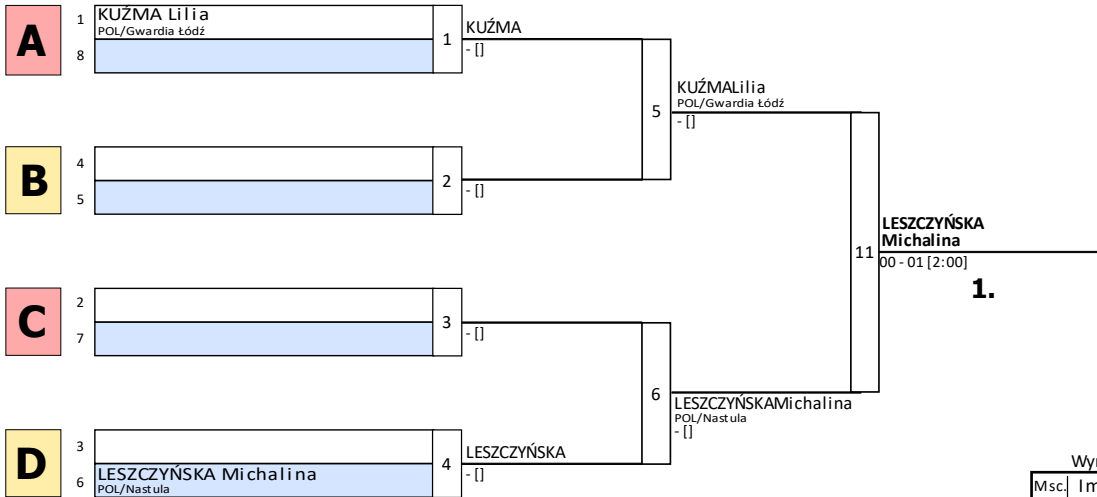 A
1 KUŹMA Lilia
POL/Gwardia Łódź
8
1
KUŹMA
- []
B
4
5
2
- []
5
KUŹMALilia
POL/Gwardia Łódź
- []
C
2
7
3
- []
D
3
6 LESZCZYŃSKA Michalina
POL/Nastula
4
LESZCZYŃSKA
- []
6
LESZCZYŃSKAMichalina
POL/Nastula
- []
11
LESZCZYŃSKA
Michalina
00 - 01 [2:00]
1.
Msc.